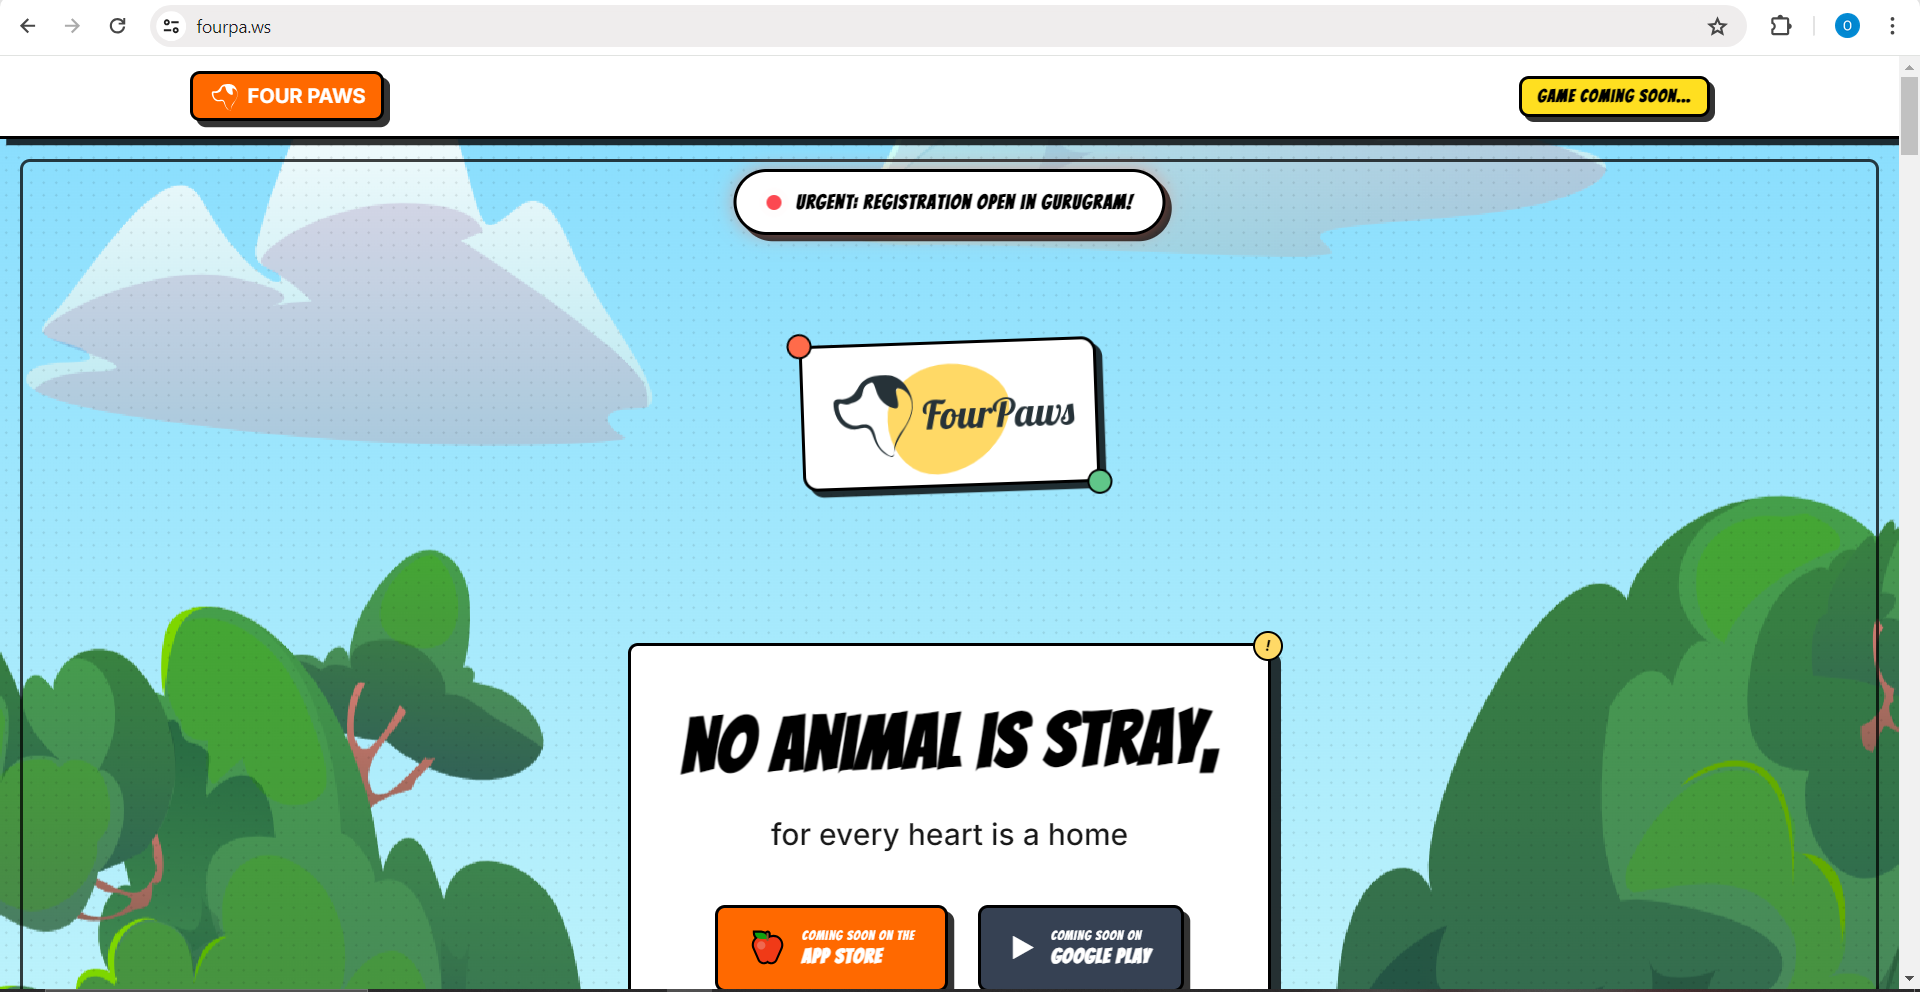 fourpa.ws
O
FOUR PAWS
GAME COMING SOON...
URGENT: REGISTRATION OPEN IN GURUGRAM!
FourPaws
!
NO ANIMAL IS STRAY,
for every heart is a home
COMING SOON ON THE
APP STORE
COMING SOON ON
GOOGLE PLAY